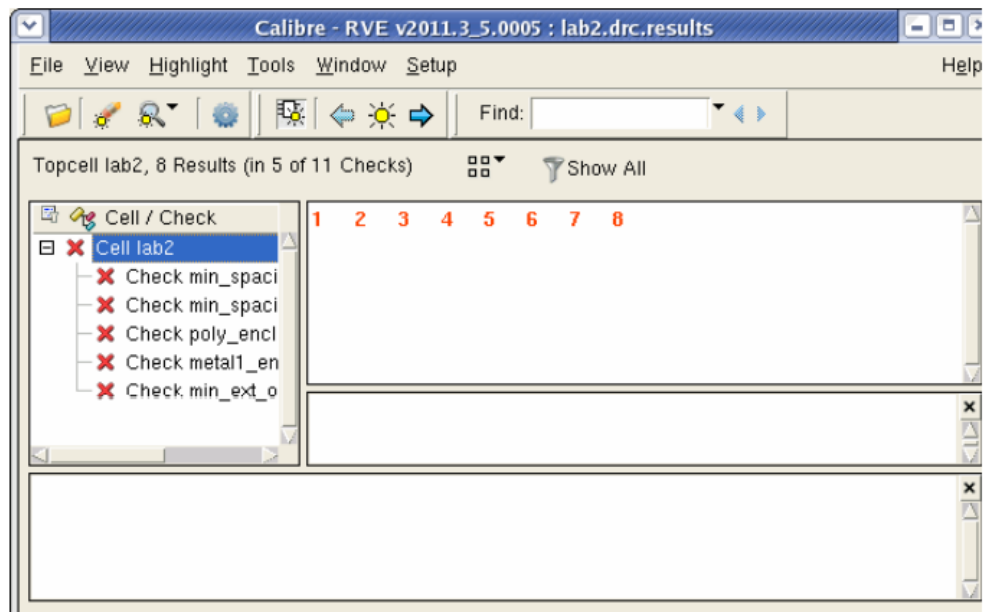 Calibre - RVE v2011.3_5.0005 : lab2.drc.results
File View Highlight Tools Window Setup Help
Find:
Topcell lab2, 8 Results (in 5 of 11 Checks) Show All
Cell / Check
1 2 3 4 5 6 7 8
Cell lab2
Check min_spaci
Check min_spaci
Check poly_encl
Check metal1_en
Check min_ext_o